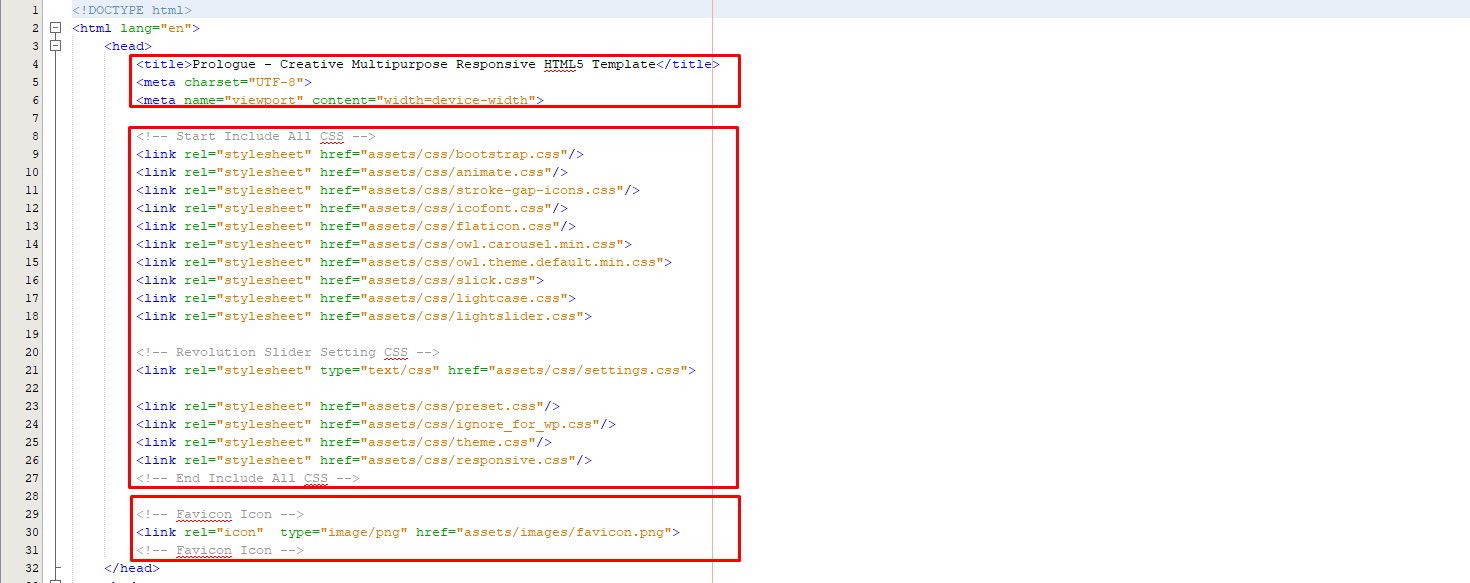 1 <!DOCTYPE html>
2 <html lang="en">
3 <head>
4 <title>Prologue - Creative Multipurpose Responsive HTML5 Template</title>
5 <meta charset="UTF-8">
6 <meta name="viewport" content="width=device-width">
7
8 <!-- Start Include All CSS -->
9 <link rel="stylesheet" href="assets/css/bootstrap.css"/>
10 <link rel="stylesheet" href="assets/css/animate.css"/>
11 <link rel="stylesheet" href="assets/css/stroke-gap-icons.css"/>
12 <link rel="stylesheet" href="assets/css/icofont.css"/>
13 <link rel="stylesheet" href="assets/css/flaticon.css"/>
14 <link rel="stylesheet" href="assets/css/owl.carousel.min.css">
15 <link rel="stylesheet" href="assets/css/owl.theme.default.min.css">
16 <link rel="stylesheet" href="assets/css/slick.css">
17 <link rel="stylesheet" href="assets/css/lightcase.css">
18 <link rel="stylesheet" href="assets/css/lightslider.css">
19
20 <!-- Revolution Slider Setting CSS -->
21 <link rel="stylesheet" type="text/css" href="assets/css/settings.css">
22
23 <link rel="stylesheet" href="assets/css/preset.css"/>
24 <link rel="stylesheet" href="assets/css/ignore_for_wp.css"/>
25 <link rel="stylesheet" href="assets/css/theme.css"/>
26 <link rel="stylesheet" href="assets/css/responsive.css"/>
27 <!-- End Include All CSS -->
28
29 <!-- Favicon Icon -->
30 <link rel="icon"  type="image/png" href="assets/images/favicon.png">
31 <!-- Favicon Icon -->
32 </head>